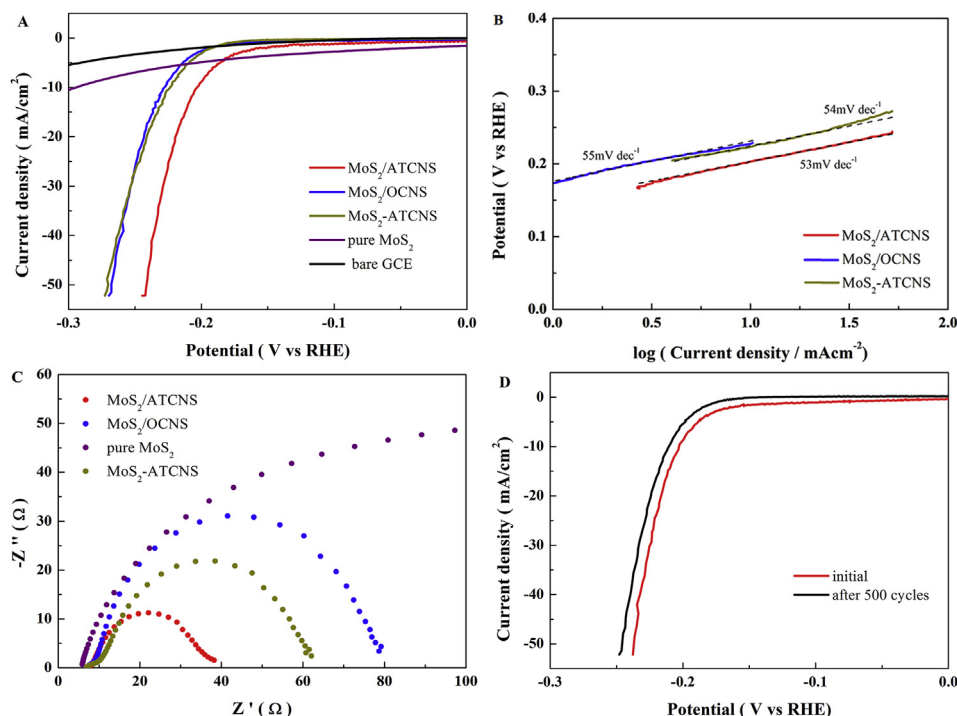 A
Current density ( mA/cm²)
0
-10
-20
-30
-40
-50
-0.3
-0.2
-0.1
0.0
Potential ( V vs RHE)
MoS₂/ATCNS
MoS₂/OCNS
MoS₂-ATCNS
pure MoS₂
bare GCE
B
Potential ( V vs RHE )
0.4
0.3
0.2
0.1
0.0
0.0
0.5
1.0
1.5
2.0
log ( Current density / mAcm⁻²)
55mV dec⁻¹
54mV dec⁻¹
53mV dec⁻¹
MoS₂/ATCNS
MoS₂/OCNS
MoS₂-ATCNS
C
-Z '' ( Ω )
60
50
40
30
20
10
0
0
20
40
60
80
100
Z ' ( Ω )
MoS₂/ATCNS
MoS₂/OCNS
pure MoS₂
MoS₂-ATCNS
D
Current density ( mA/cm²)
0
-10
-20
-30
-40
-50
-0.3
-0.2
-0.1
0.0
Potential ( V vs RHE)
initial
after 500 cycles